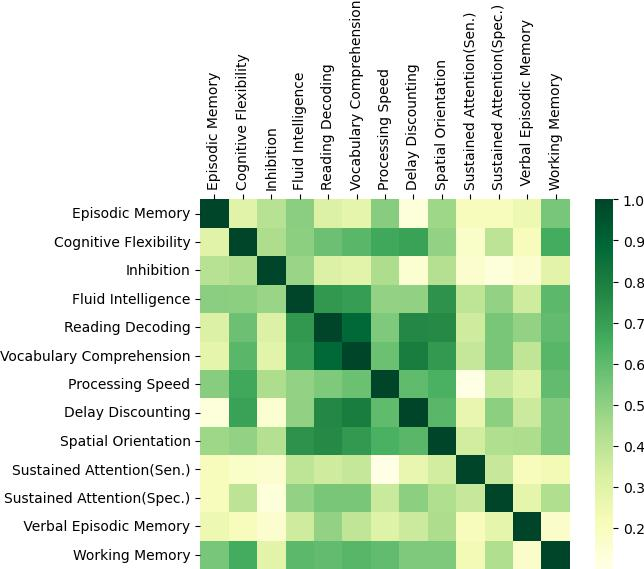 Episodic Memory
Cognitive Flexibility
Inhibition
Fluid Intelligence
Reading Decoding
Vocabulary Comprehension
Processing Speed
Delay Discounting
Spatial Orientation
Sustained Attention(Sen.)
Sustained Attention(Spec.)
Verbal Episodic Memory
Working Memory
Episodic Memory
Cognitive Flexibility
Inhibition
Fluid Intelligence
Reading Decoding
Vocabulary Comprehension
Processing Speed
Delay Discounting
Spatial Orientation
Sustained Attention(Sen.)
Sustained Attention(Spec.)
Verbal Episodic Memory
Working Memory
1.0
0.9
0.8
0.7
0.6
0.5
0.4
0.3
0.2